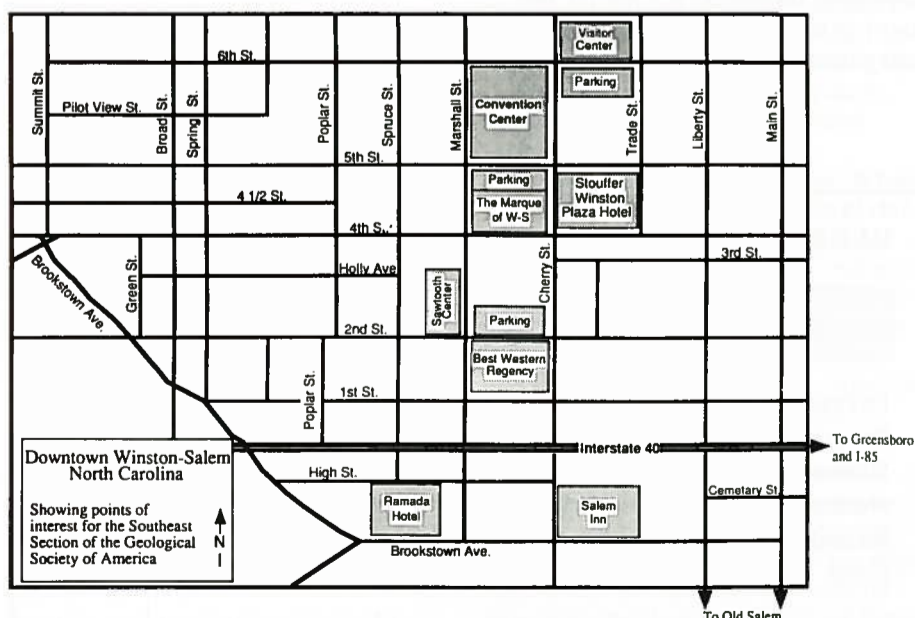 Visitor
Center
6th St.
Parking
Summit St.
Pilot View St.
Broad St.
Spring St.
Poplar St.
Spruce St.
Marshall St.
Convention
Center
Trade St.
Liberty St.
Main St.
5th St.
4 1/2 St.
Parking
The Marque
of W-S
Stouffer
Winston
Plaza Hotel
4th S
3rd St.
Brookstown Ave.
Green St.
Holly Ave
Sawtooth
Center
Cherry St.
2nd St.
Parking
Best Western
Regency
Poplar St.
1st St.
Interstate 40
To Greensboro
and I-85
Downtown Winston-Salem
North Carolina
Showing points of
interest for the Southeast
Section of the Geological
Society of America
N
High St.
Ramada
Hotel
Salem
Inn
Cemetary St.
Brookstown Ave.
To Old Salem